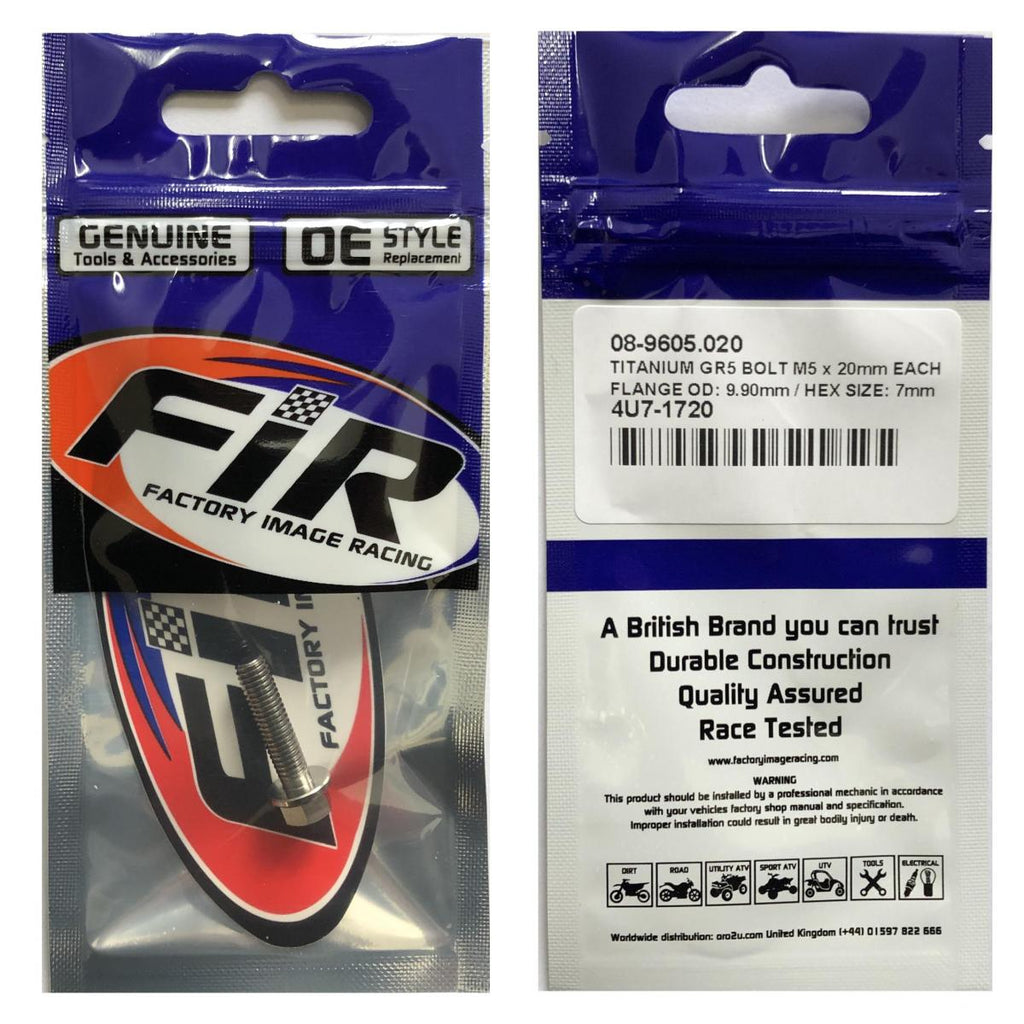 GENUINE
Tools & Accessories
OE STYLE
Replacement
FiR
FACTORY IMAGE RACING
FiR
FACTORY IM
08-9605.020
TITANIUM GR5 BOLT M5 x 20mm EACH
FLANGE OD: 9.90mm / HEX SIZE: 7mm
4U7-1720
A British Brand you can trust
Durable Construction
Quality Assured
Race Tested
www.factoryimageracing.com
WARNING
This product should be installed by a professional mechanic in accordance
with your vehicles factory shop manual and specification.
Improper installation could result in great bodily injury or death.
DIRT ROAD UTILITY ATV SPORT ATV UTV TOOLS ELECTRICAL
Worldwide distribution: oro2u.com United Kingdom (+44) 01597 822 666